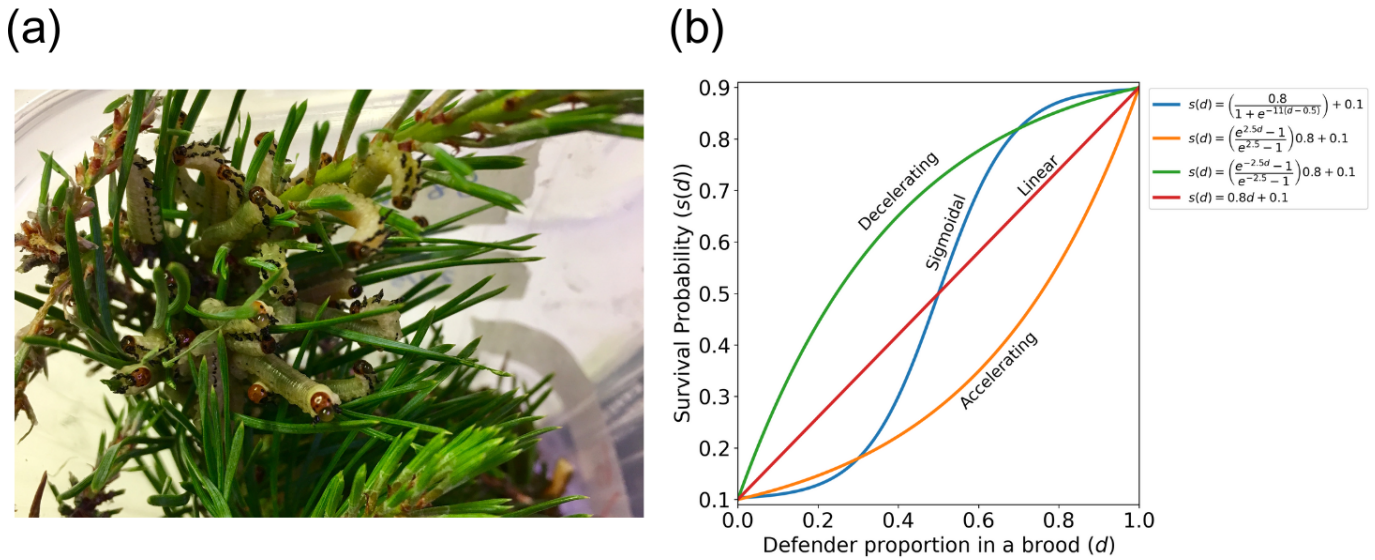 (a)
(b)
0.9
0.8
0.7
0.6
0.5
0.4
0.3
0.2
0.1
0.0
0.2
0.4
0.6
0.8
1.0
Survival Probability (s(d))
Defender proportion in a brood (d)
Decelerating
Sigmoidal
Linear
Accelerating
s(d) = (0.8 / (1 + e^{-11(d-0.5)})) + 0.1
s(d) = ((e^{2.5d} − 1) / (e^{2.5} − 1)) 0.8 + 0.1
s(d) = ((e^{-2.5d} − 1) / (e^{-2.5} − 1)) 0.8 + 0.1
s(d) = 0.8d + 0.1